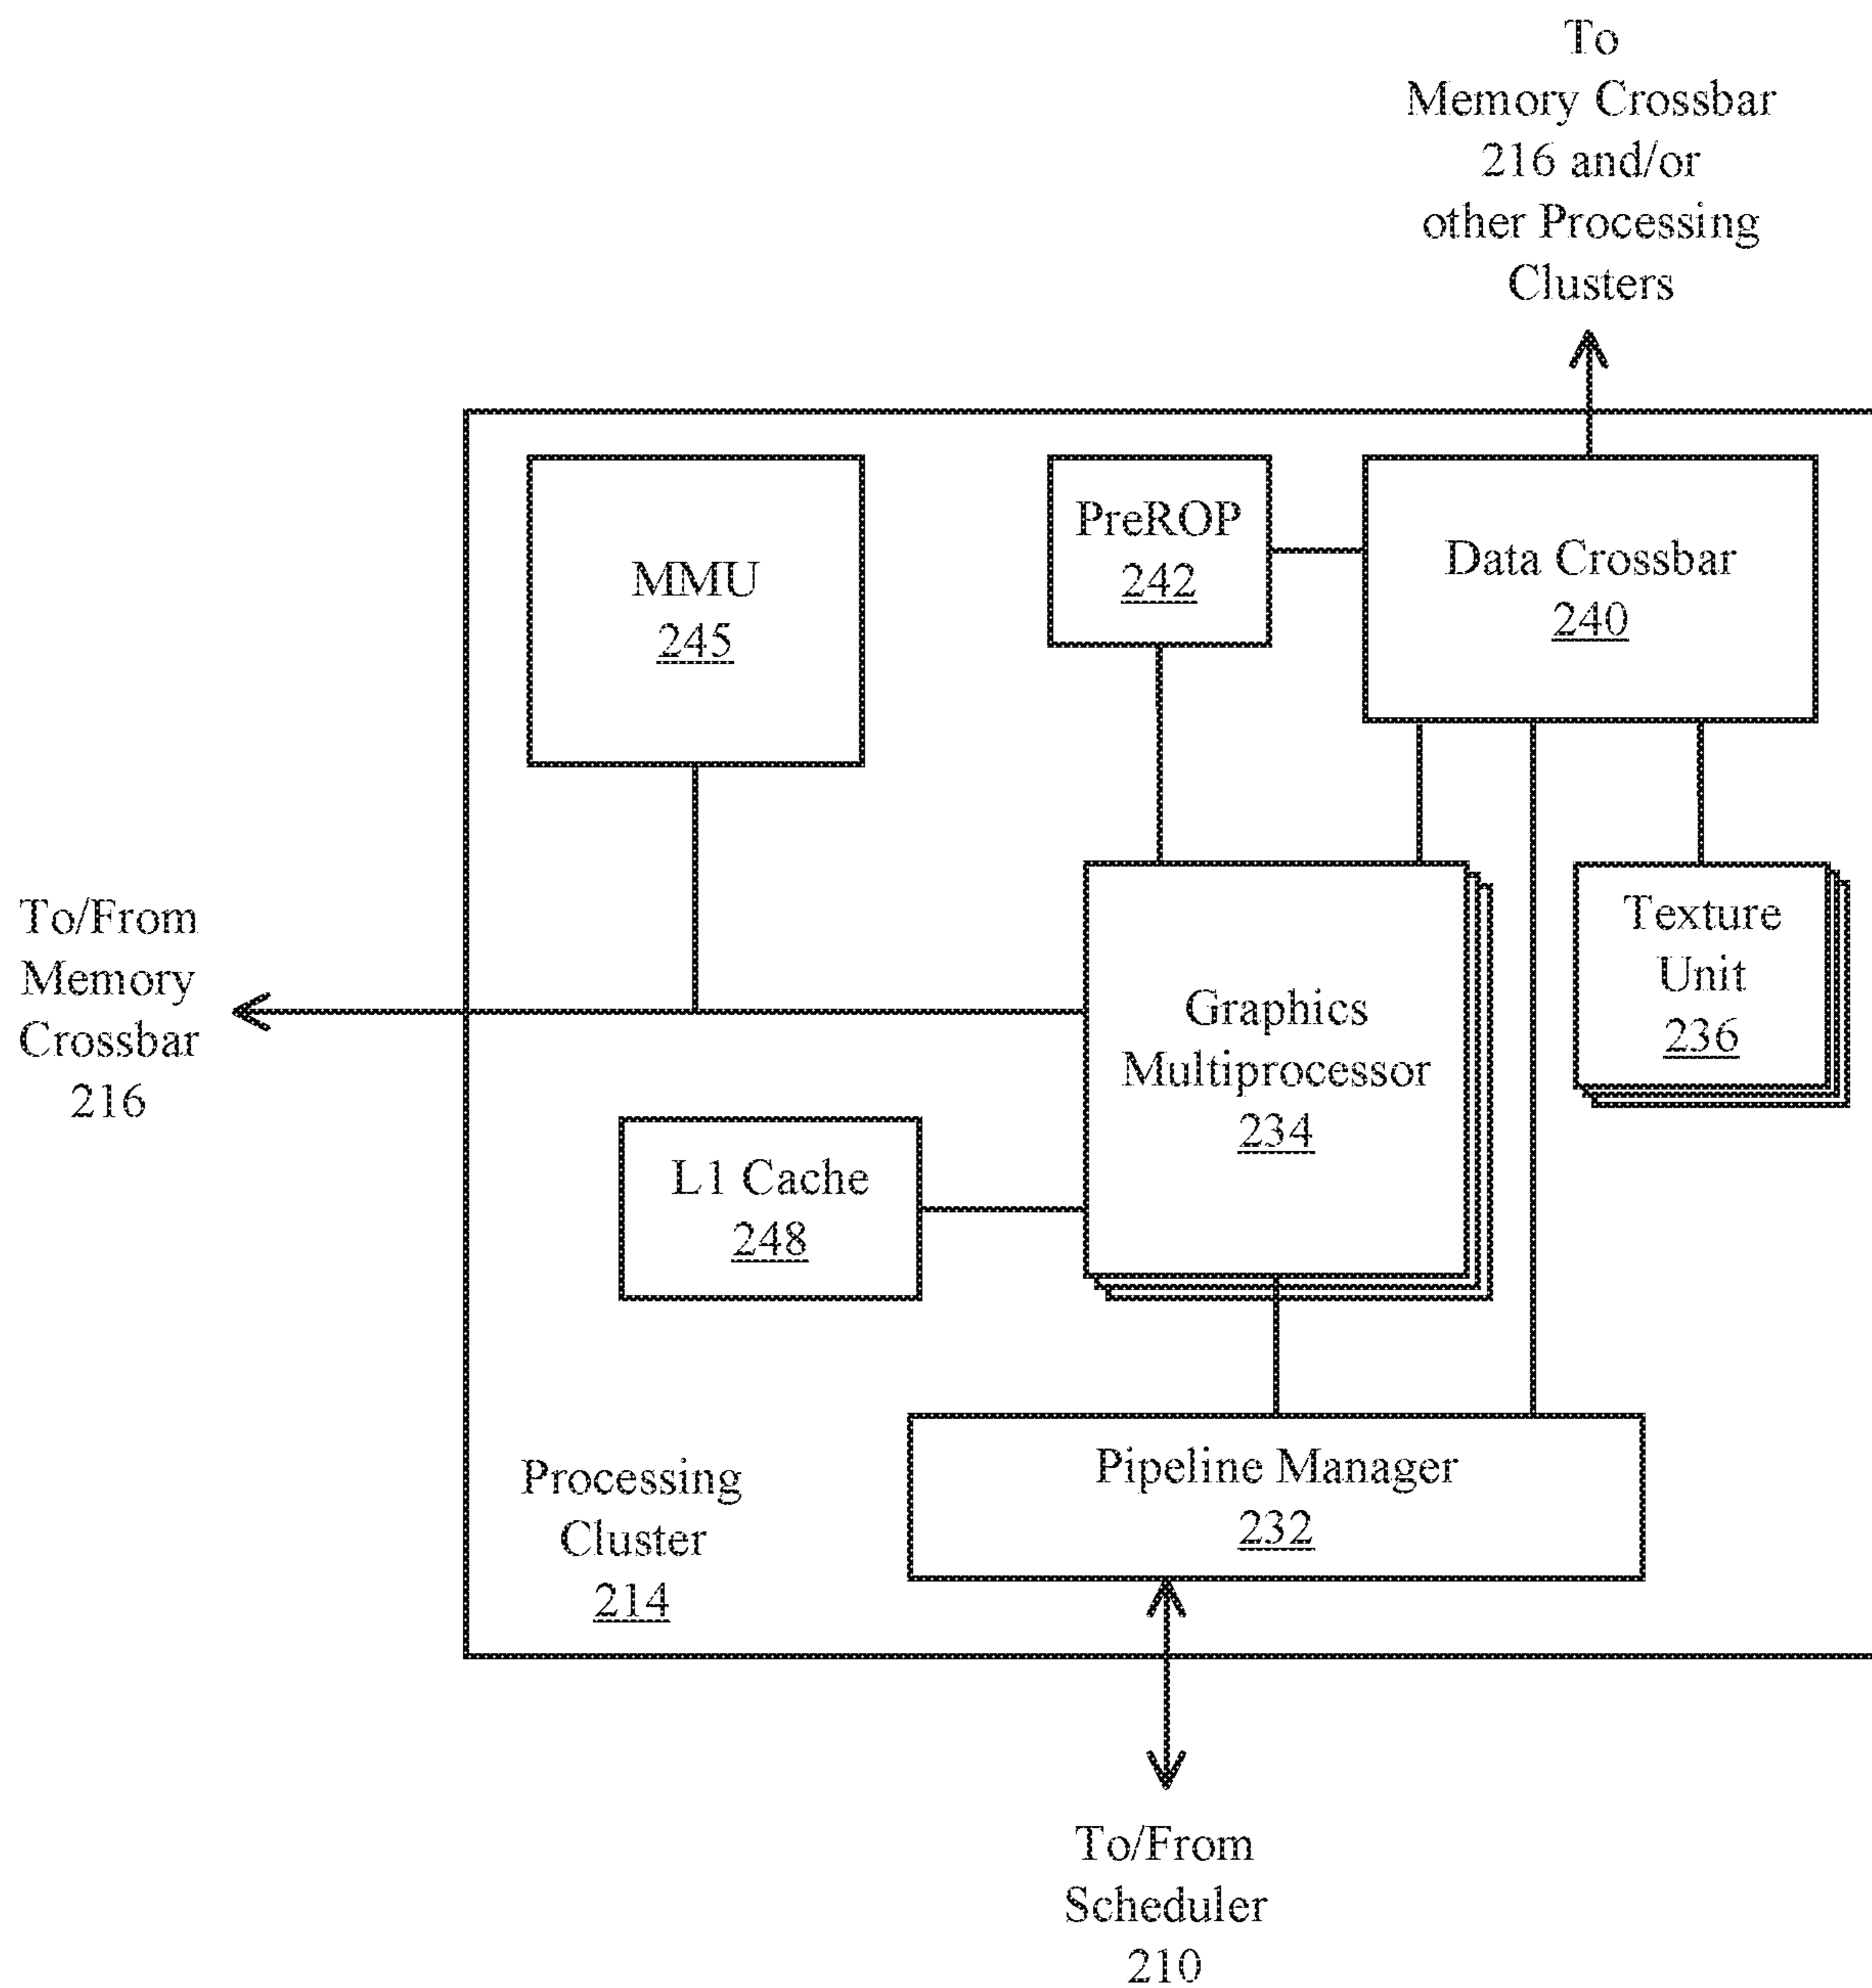 To
Memory Crossbar
216 and/or
other Processing
Clusters
MMU
245
PreROP
242
Data Crossbar
240
To/From
Memory
Crossbar
216
Graphics
Multiprocessor
234
Texture
Unit
236
L1 Cache
248
Processing
Cluster
214
Pipeline Manager
232
To/From
Scheduler
210